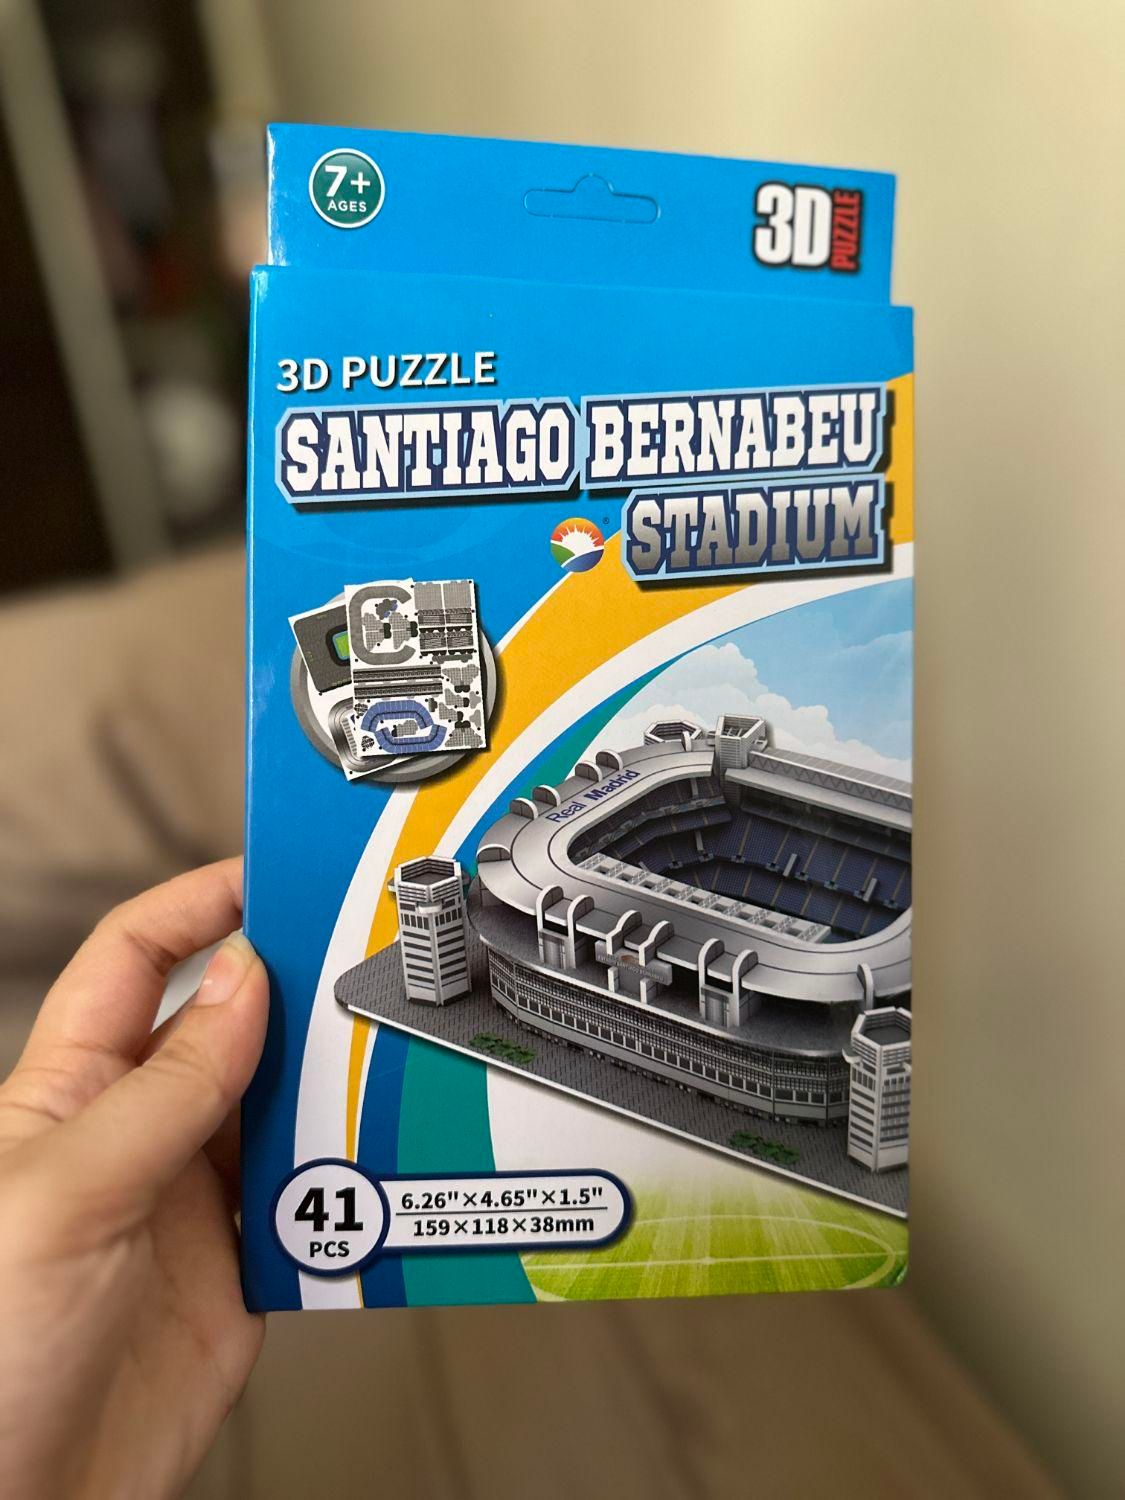 7+
AGES
3D PUZZLE
3D PUZZLE
SANTIAGO BERNABEU
STADIUM
®
Real Madrid
41
PCS
6.26"×4.65"×1.5"
159×118×38mm